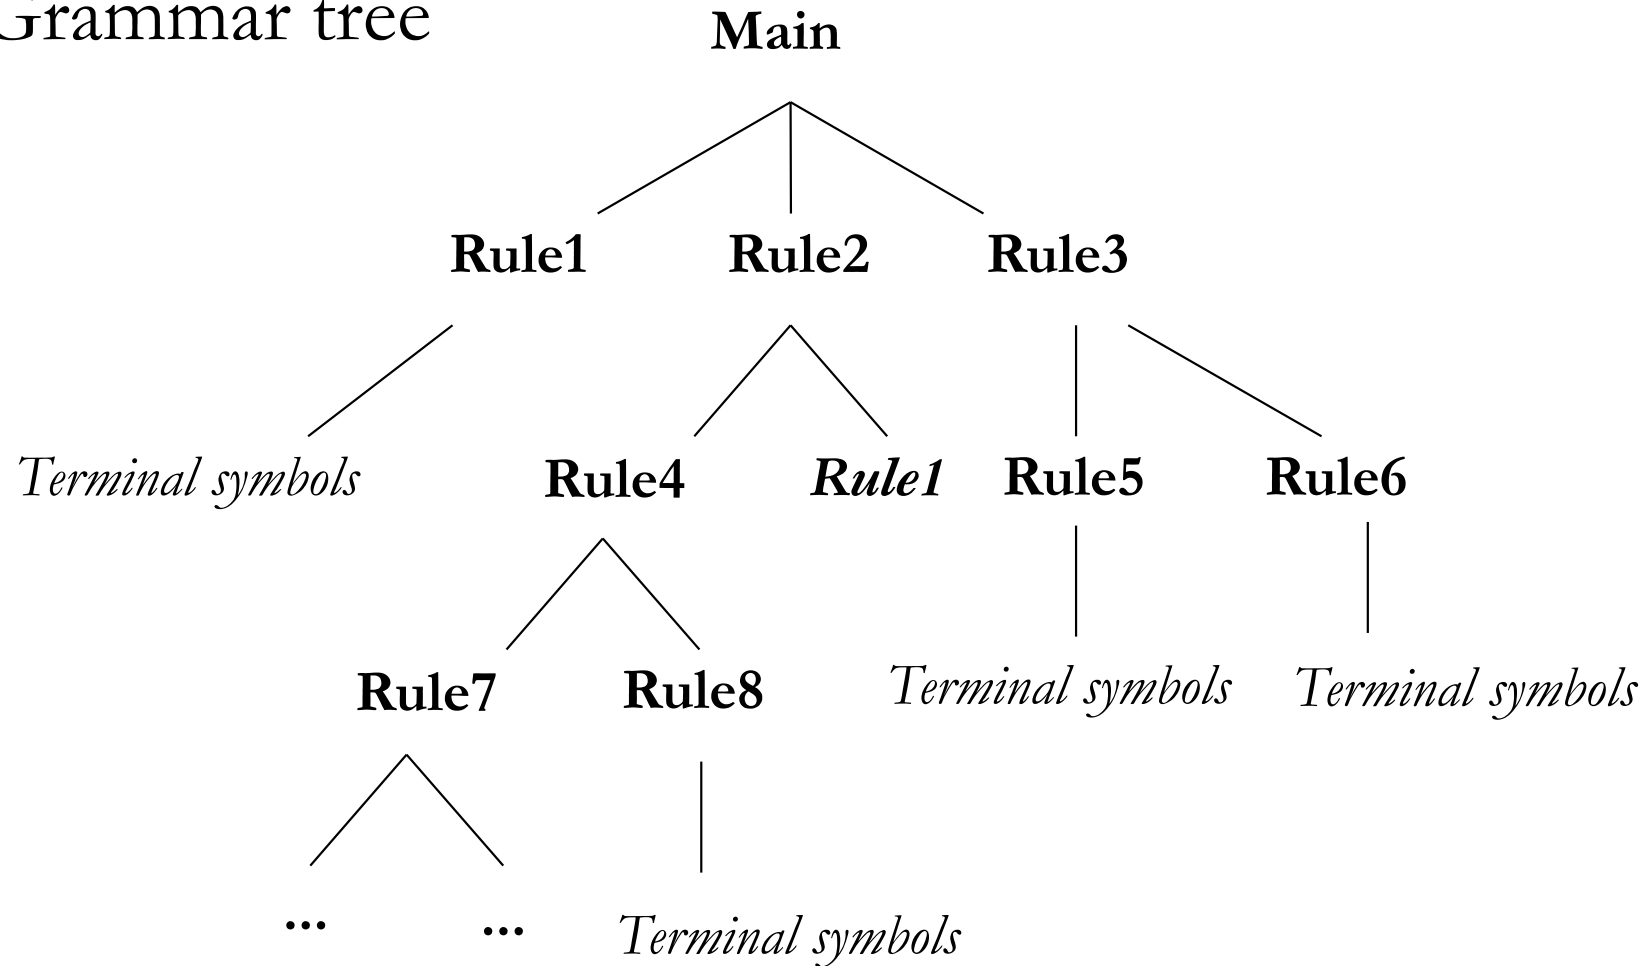 Grammar tree
Main
Rule1 Rule2 Rule3
Terminal symbols Rule4 Rule1 Rule5 Rule6
Rule7 Rule8 Terminal symbols Terminal symbols
... ... Terminal symbols